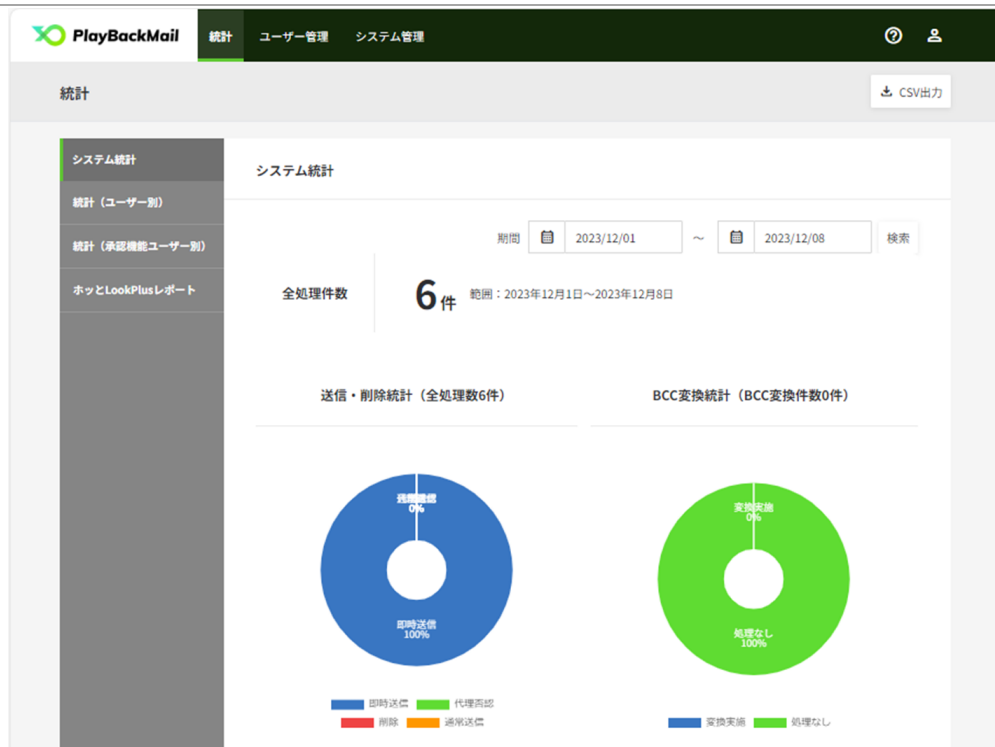 PlayBackMail 統計 ユーザー管理 システム管理
統計
CSV出力
システム統計
統計（ユーザー別）
統計（承認機能ユーザー別）
ホッとLookPlusレポート
システム統計
期間 2023/12/01 ～ 2023/12/08 検索
全処理件数 6件 範囲：2023年12月1日～2023年12月8日
送信・削除統計（全処理数6件）
0%
即時送信
100%
即時送信 代理否認
削除 通常送信
BCC変換統計（BCC変換件数0件）
変換実施
0%
処理なし
100%
変換実施 処理なし